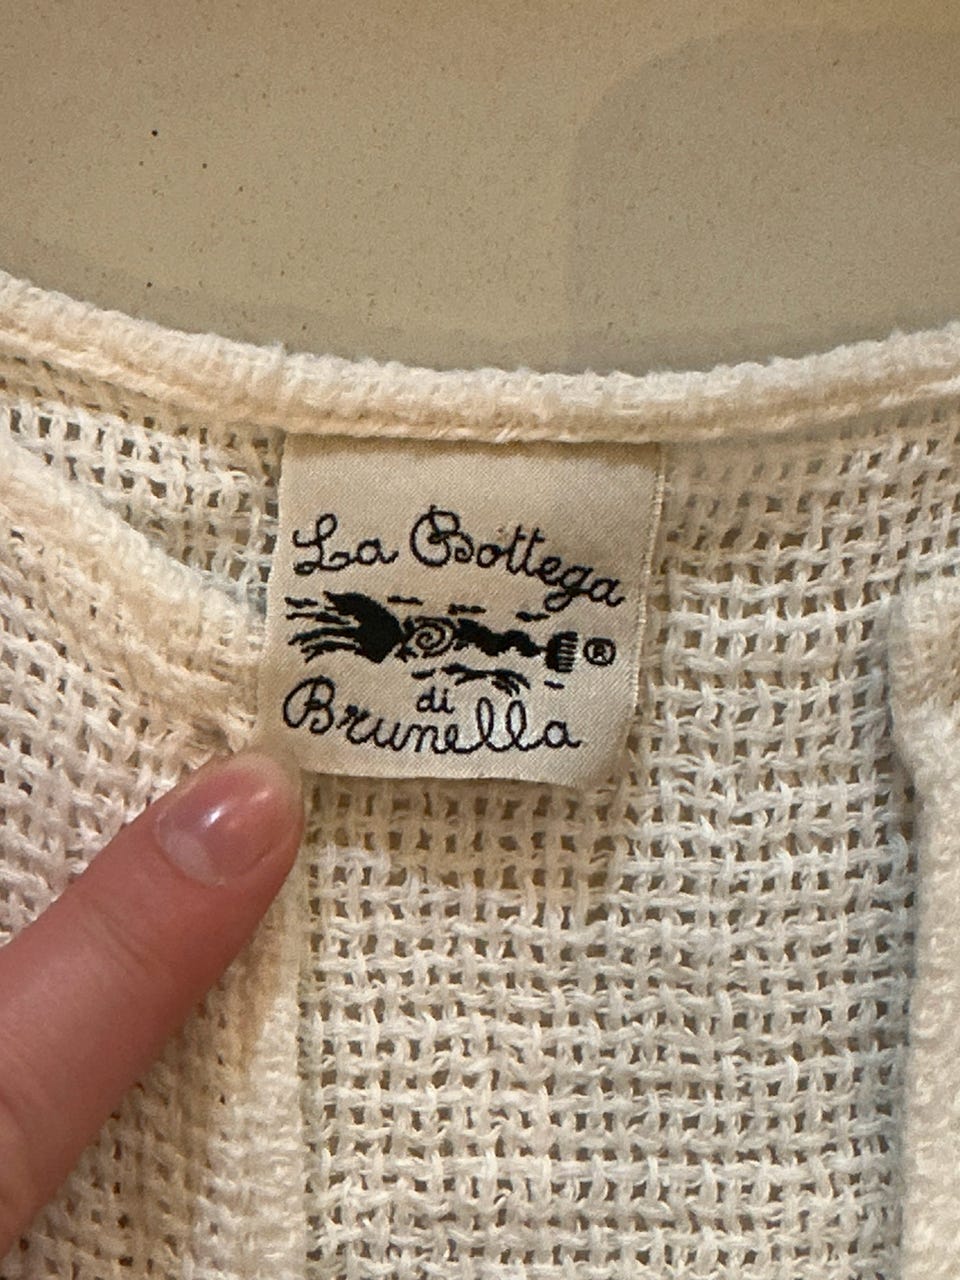 La Bottega
®
di
Brunella